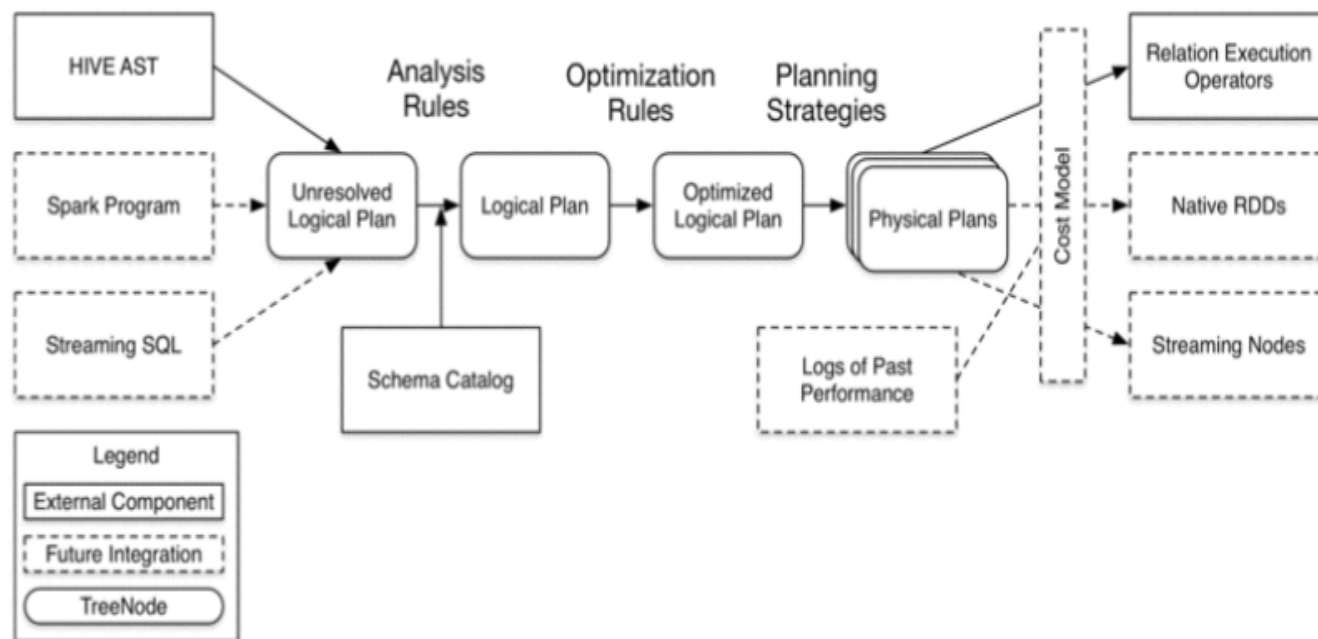 HIVE AST
Analysis
Rules
Optimization
Rules
Planning
Strategies
Relation Execution
Operators
Spark Program
Unresolved
Logical Plan
Logical Plan
Optimized
Logical Plan
Physical Plans
Cost Model
Native RDDs
Streaming SQL
Schema Catalog
Logs of Past
Performance
Streaming Nodes
Legend
External Component
Future Integration
TreeNode